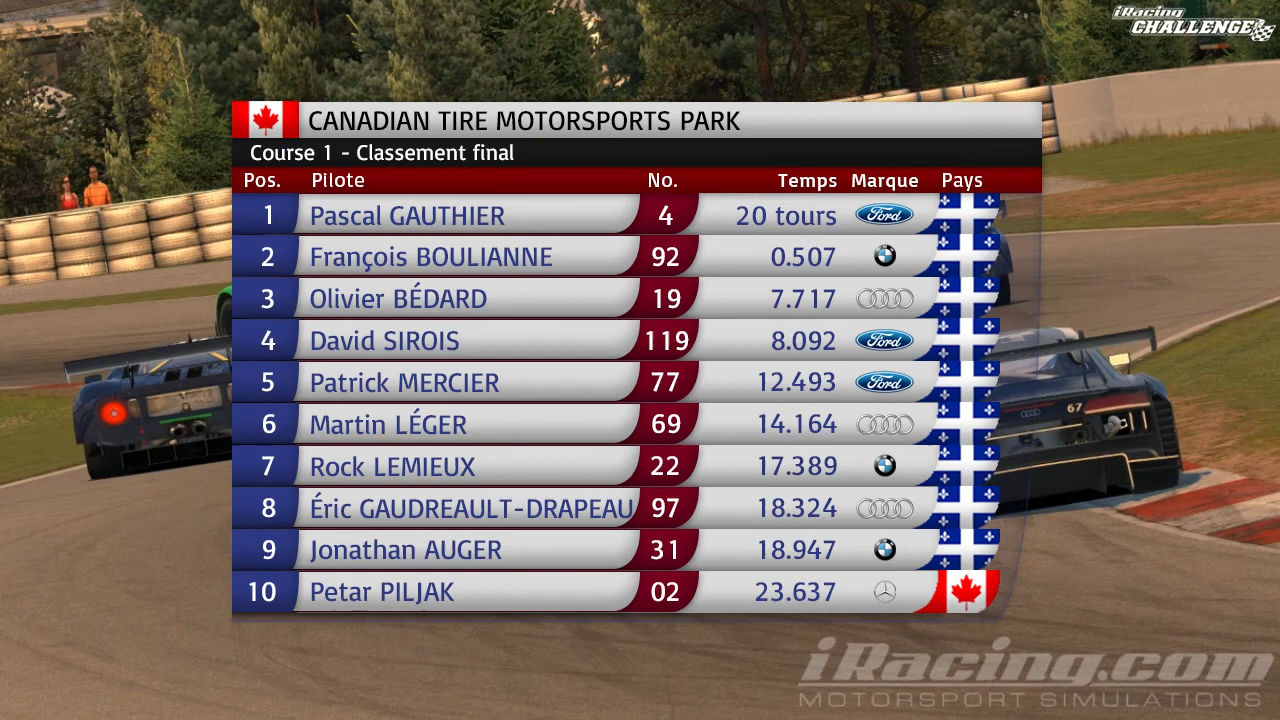 iRacing
CHALLENGE
CANADIAN TIRE MOTORSPORTS PARK
Course 1 - Classement final
Pos. Pilote No. Temps Marque Pays
1 Pascal GAUTHIER 4 20 tours Ford
2 François BOULIANNE 92 0.507
3 Olivier BÉDARD 19 7.717
4 David SIROIS 119 8.092 Ford
5 Patrick MERCIER 77 12.493 Ford
6 Martin LÉGER 69 14.164
7 Rock LEMIEUX 22 17.389
8 Éric GAUDREAULT-DRAPEAU 97 18.324
9 Jonathan AUGER 31 18.947
10 Petar PILJAK 02 23.637
67
iRacing.com
MOTORSPORT SIMULATIONS